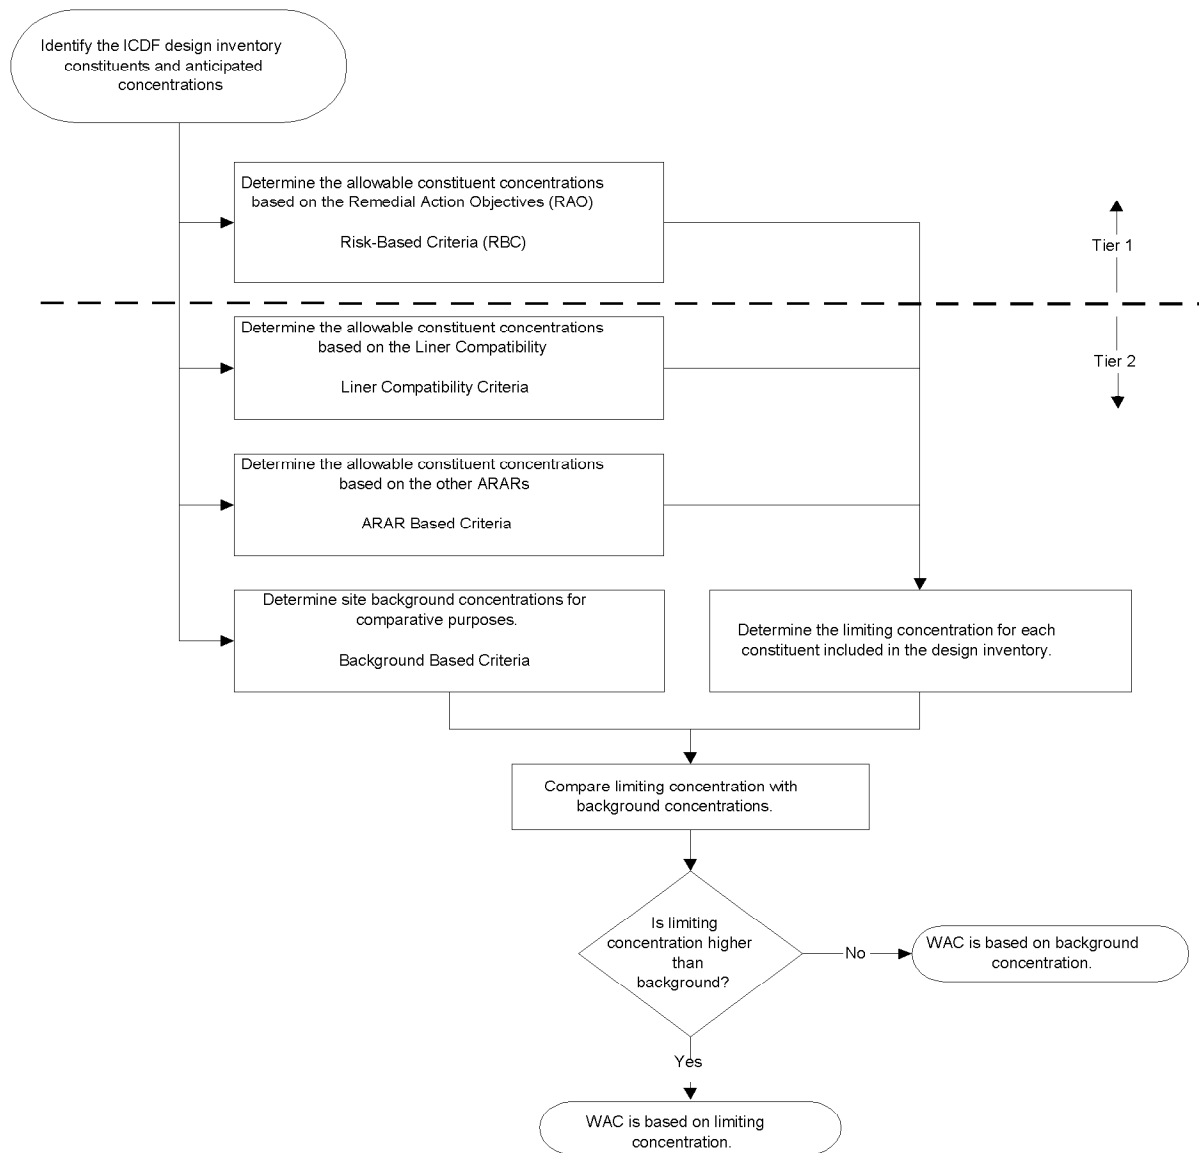 Identify the ICDF design inventory
constituents and anticipated
concentrations
Determine the allowable constituent concentrations
based on the Remedial Action Objectives (RAO)
Risk-Based Criteria (RBC)
Tier 1
Determine the allowable constituent concentrations
based on the Liner Compatibility
Liner Compatibility Criteria
Tier 2
Determine the allowable constituent concentrations
based on the other ARARs
ARAR Based Criteria
Determine site background concentrations for
comparative purposes.
Background Based Criteria
Determine the limiting concentration for each
constituent included in the design inventory.
Compare limiting concentration with
background concentrations.
Is limiting
concentration higher
than
background?
No
WAC is based on background
concentration.
Yes
WAC is based on limiting
concentration.